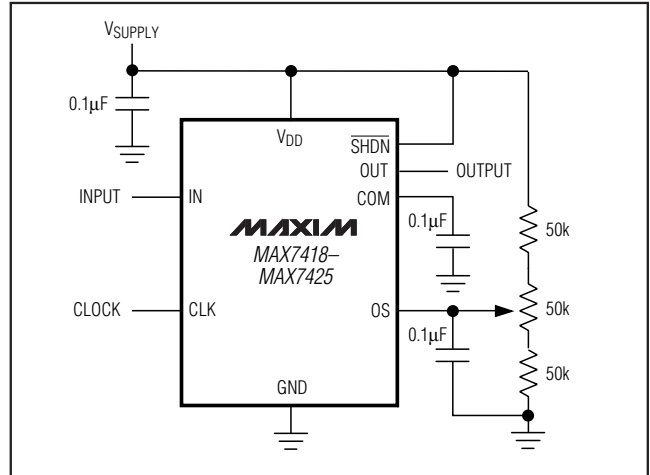 VSUPPLY
0.1µF
VDD
SHDN
OUT
OUTPUT
INPUT
IN
COM
MAXIM
0.1µF
50k
MAX7418–
MAX7425
CLOCK
CLK
OS
50k
0.1µF
50k
GND